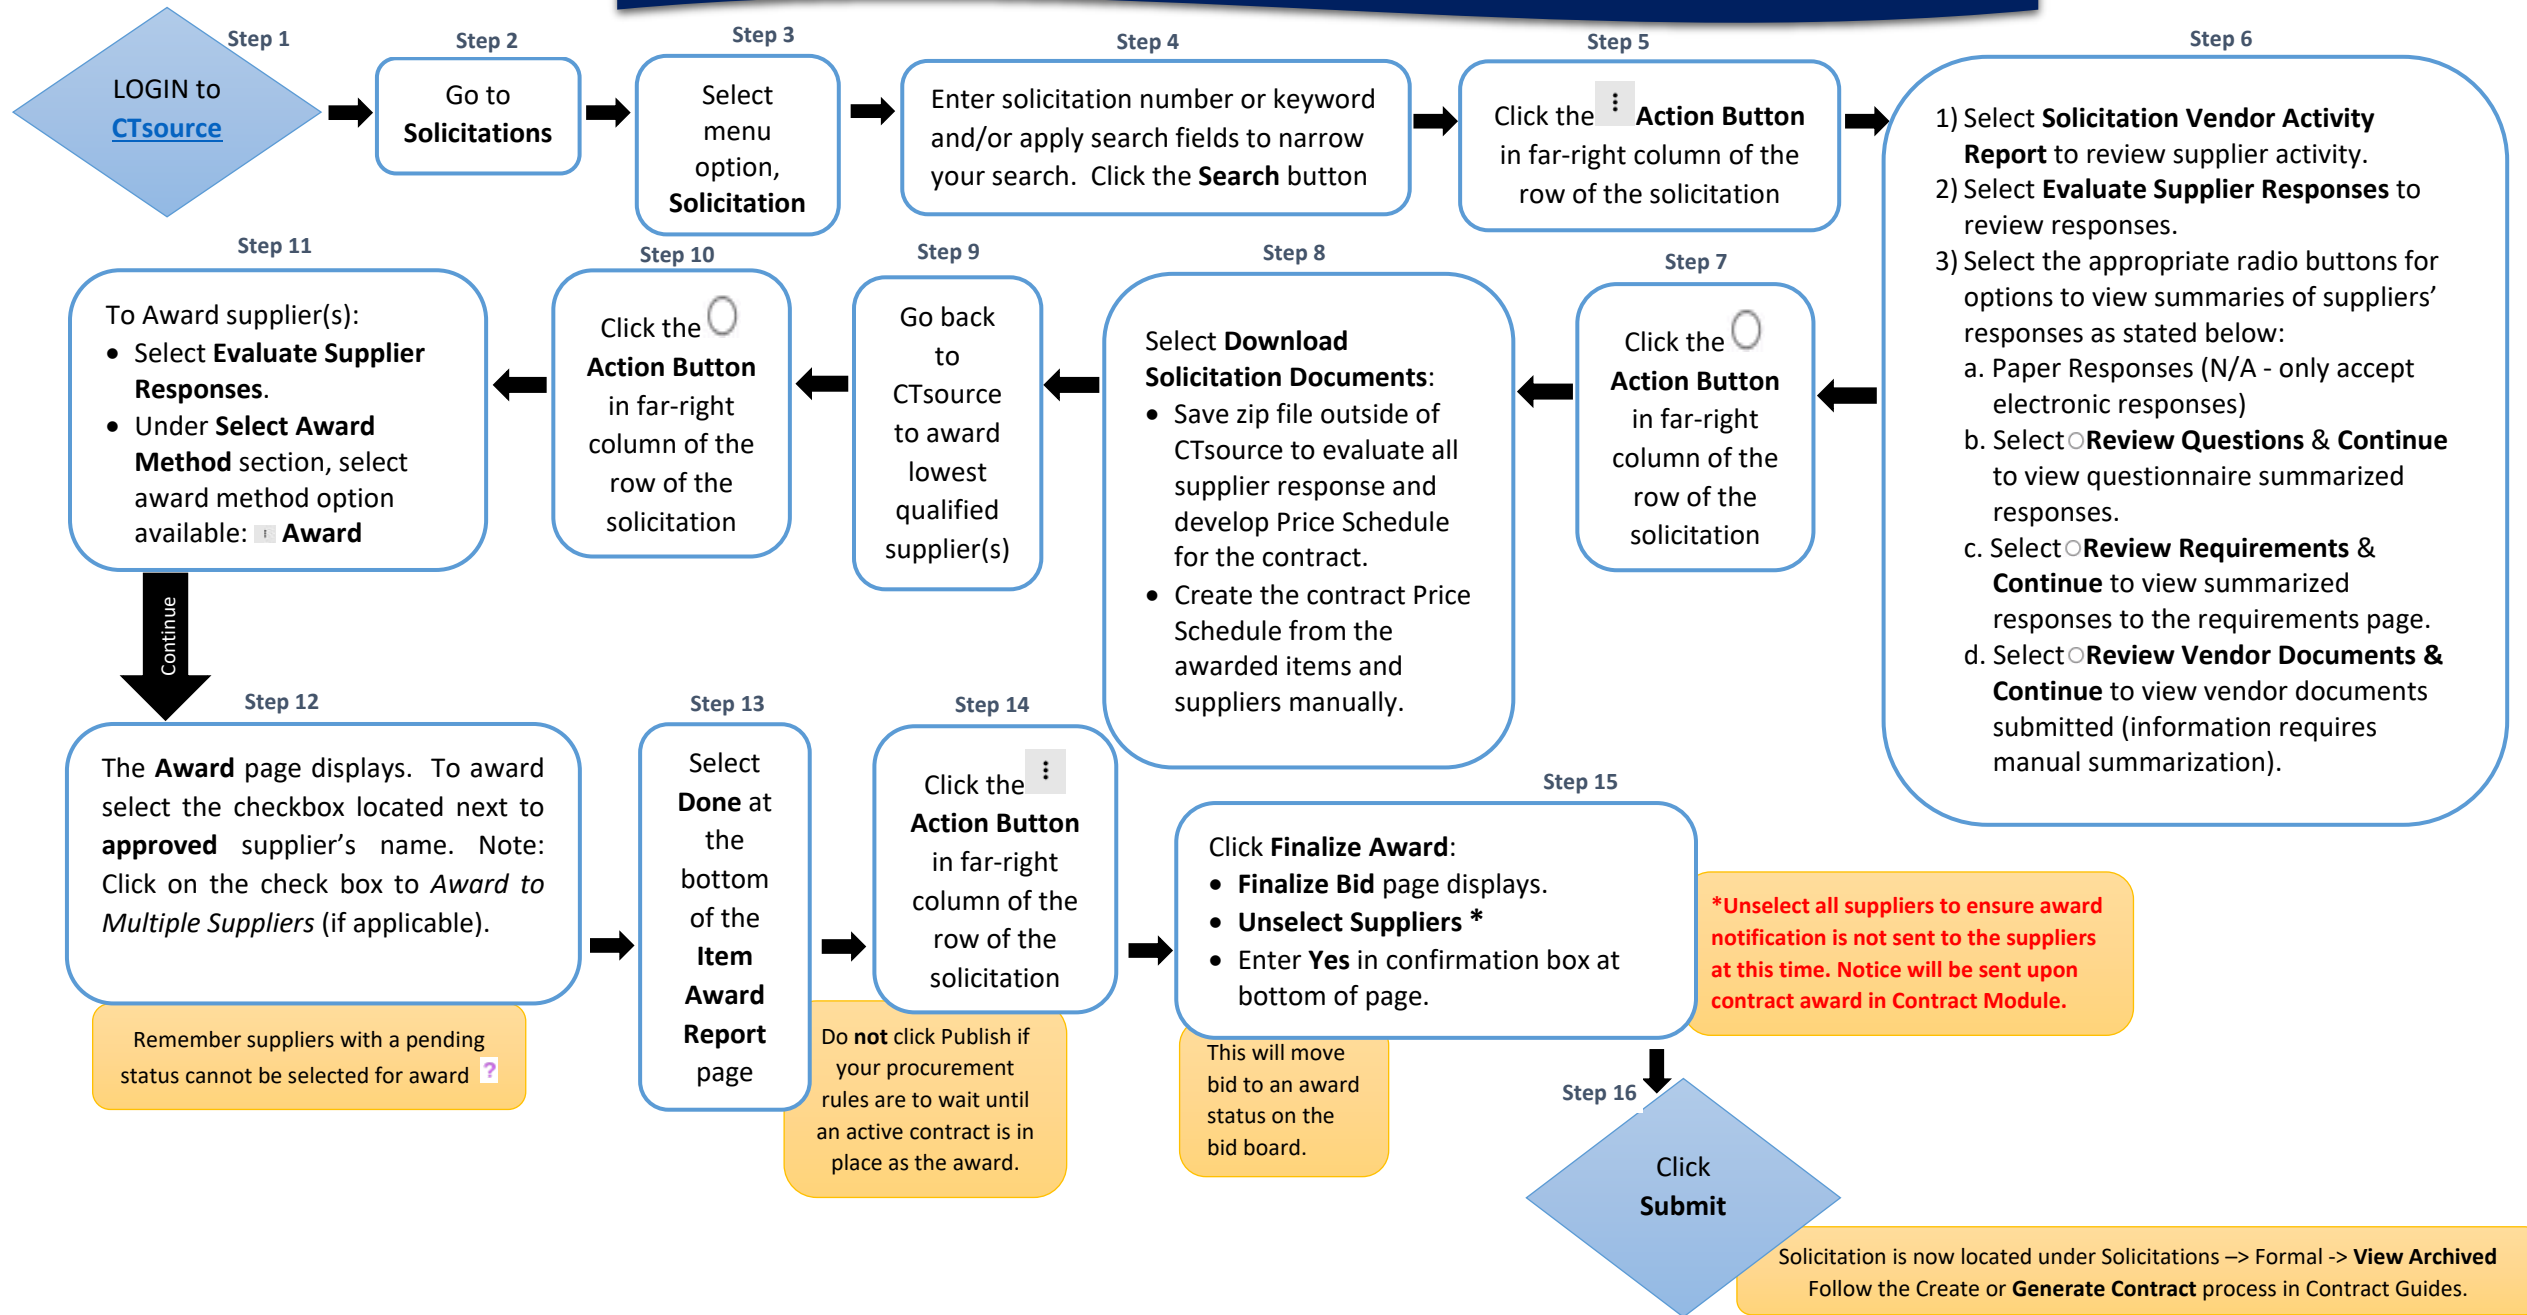 Step 1
LOGIN to
CTsource
Step 2
Go to
Solicitations
Step 3
Select
menu
option,
Solicitation
Step 4
Enter solicitation number or keyword
and/or apply search fields to narrow
your search. Click the Search button
Step 5
Click the ⋮ Action Button
in far-right column of the
row of the solicitation
Step 6
1) Select Solicitation Vendor Activity
Report to review supplier activity.
2) Select Evaluate Supplier Responses to
review responses.
3) Select the appropriate radio buttons for
options to view summaries of suppliers’
responses as stated below:
a. Paper Responses (N/A - only accept
electronic responses)
b. Select Review Questions & Continue
to view questionnaire summarized
responses.
c. Select Review Requirements &
Continue to view summarized
responses to the requirements page.
d. Select Review Vendor Documents &
Continue to view vendor documents
submitted (information requires
manual summarization).
Step 7
Click the
Action Button
in far-right
column of the
row of the
solicitation
Step 8
Select Download
Solicitation Documents:
• Save zip file outside of
CTsource to evaluate all
supplier response and
develop Price Schedule
for the contract.
• Create the contract Price
Schedule from the
awarded items and
suppliers manually.
Step 9
Go back
to
CTsource
to award
lowest
qualified
supplier(s)
Step 10
Click the
Action Button
in far-right
column of the
row of the
solicitation
Step 11
To Award supplier(s):
• Select Evaluate Supplier
Responses.
• Under Select Award
Method section, select
award method option
available: ⋮ Award
Continue
Step 12
The Award page displays. To award
select the checkbox located next to
approved supplier’s name. Note:
Click on the check box to Award to
Multiple Suppliers (if applicable).
Remember suppliers with a pending
status cannot be selected for award ?
Step 13
Select
Done at
the
bottom
of the
Item
Award
Report
page
Do not click Publish if
your procurement
rules are to wait until
an active contract is in
place as the award.
Step 14
Click the ⋮
Action Button
in far-right
column of the
row of the
solicitation
Step 15
Click Finalize Award:
• Finalize Bid page displays.
• Unselect Suppliers *
• Enter Yes in confirmation box at
bottom of page.
*Unselect all suppliers to ensure award
notification is not sent to the suppliers
at this time. Notice will be sent upon
contract award in Contract Module.
This will move
bid to an award
status on the
bid board.
Step 16
Click
Submit
Solicitation is now located under Solicitations –> Formal -> View Archived
Follow the Create or Generate Contract process in Contract Guides.